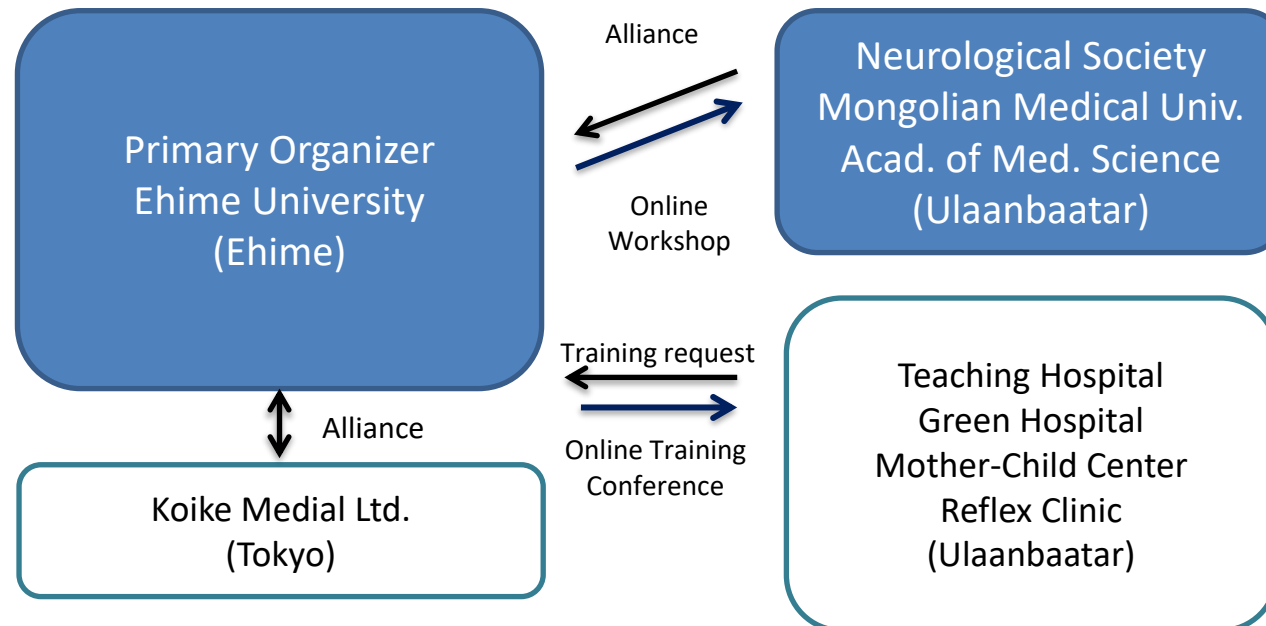 Primary Organizer
Ehime University
(Ehime)
Alliance
Online
Workshop
Neurological Society
Mongolian Medical Univ.
Acad. of Med. Science
(Ulaanbaatar)
Training request
Online Training
Conference
Teaching Hospital
Green Hospital
Mother-Child Center
Reflex Clinic
(Ulaanbaatar)
Alliance
Koike Medial Ltd.
(Tokyo)